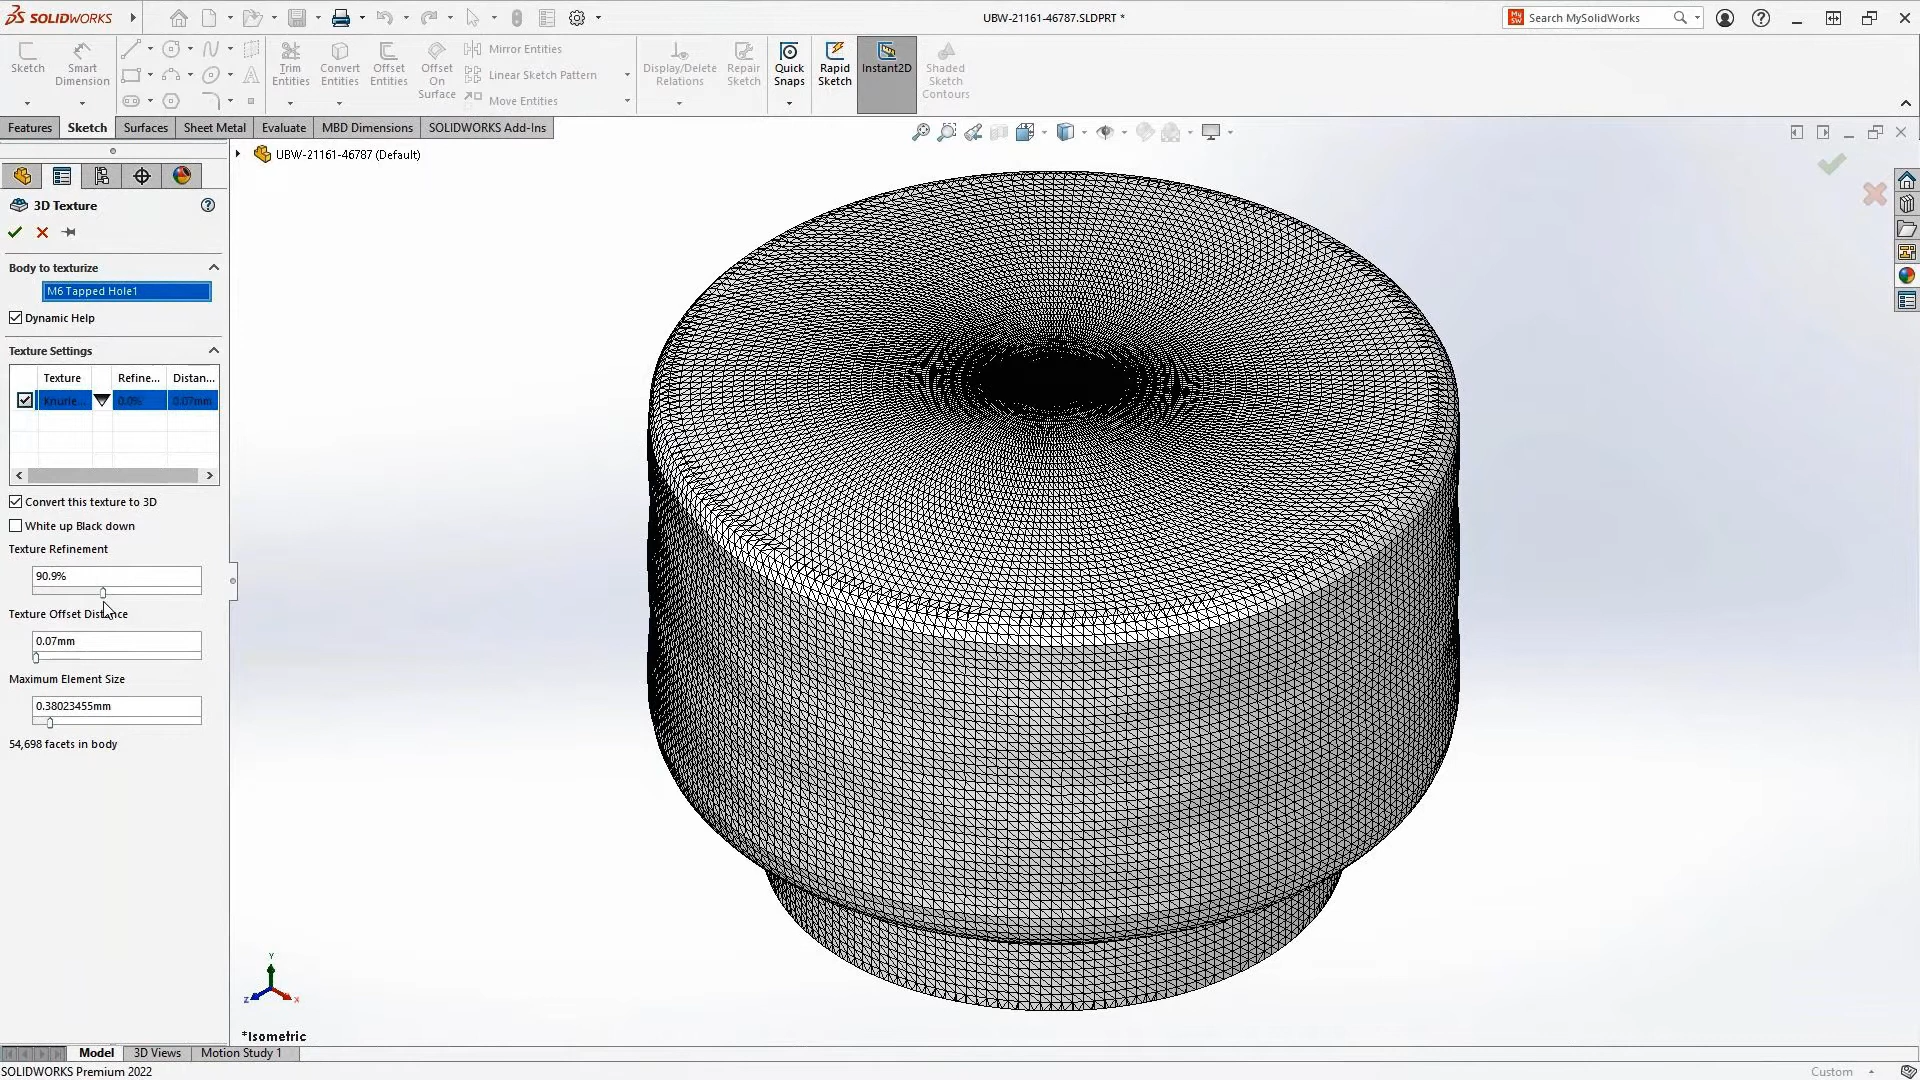 SOLIDWORKS
UBW-21161-46787.SLDPRT *
Search MySolidWorks
Sketch
Smart Dimension
Trim Entities
Convert Entities
Offset Entities
Offset On Surface
Mirror Entities
Linear Sketch Pattern
Move Entities
Display/Delete Relations
Repair Sketch
Quick Snaps
Rapid Sketch
Instant2D
Shaded Sketch Contours
Features
Sketch
Surfaces
Sheet Metal
Evaluate
MBD Dimensions
SOLIDWORKS Add-Ins
UBW-21161-46787 (Default)
3D Texture
Body to texturize
M6 Tapped Hole1
Dynamic Help
Texture Settings
Texture Refine... Distan...
Knurle... 0.0% 0.07mm
Convert this texture to 3D
White up Black down
Texture Refinement
90.9%
Texture Offset Distance
0.07mm
Maximum Element Size
0.38023455mm
54,698 facets in body
Y
Z
X
*Isometric
Model
3D Views
Motion Study 1
SOLIDWORKS Premium 2022
Custom